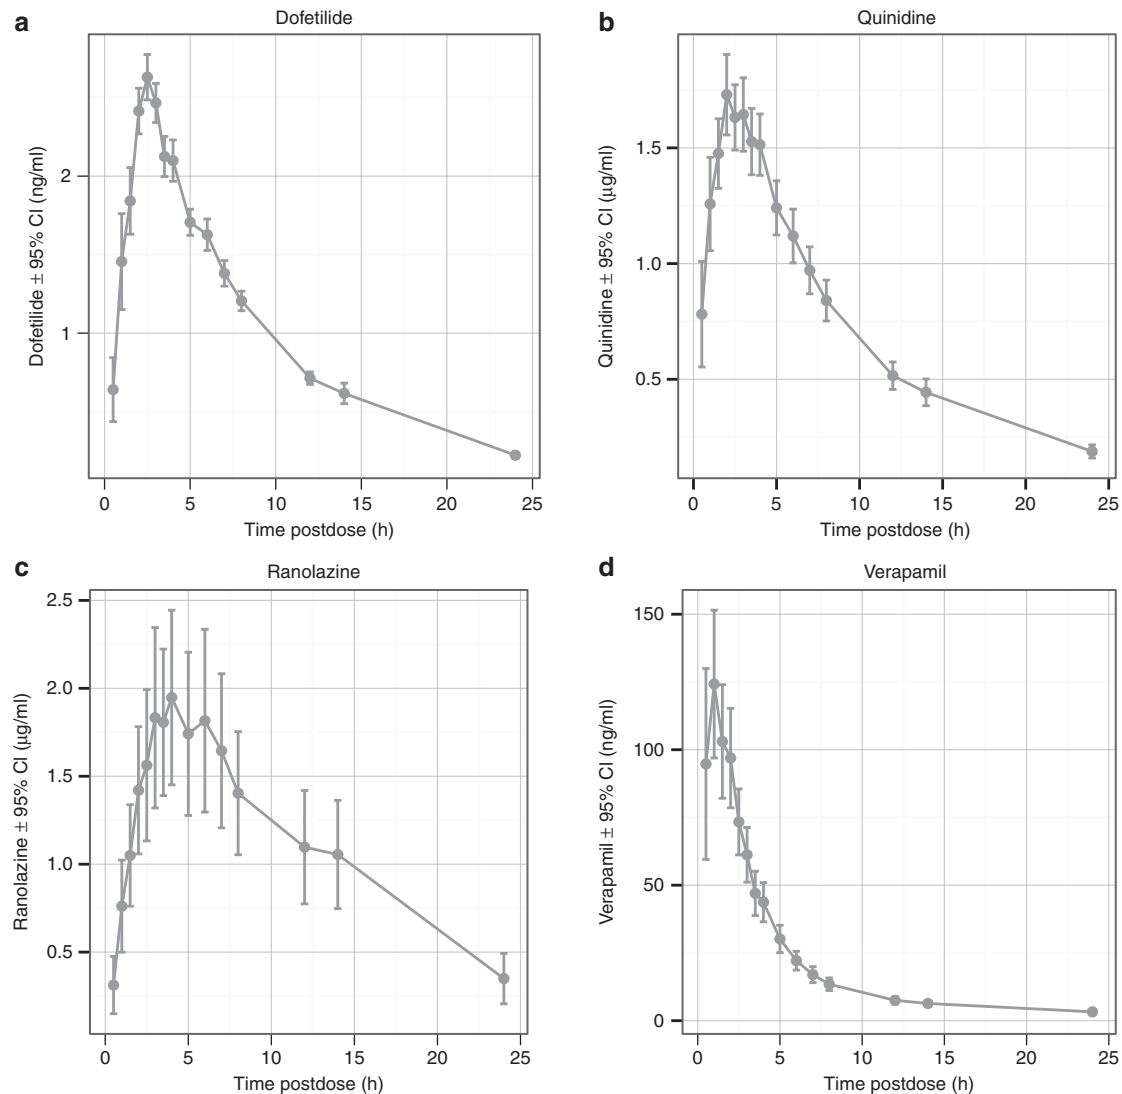 a
Dofetilide
Dofetilide ± 95% CI (ng/ml)
2
1
0 5 10 15 20 25
Time postdose (h)
b
Quinidine
Quinidine ± 95% CI (µg/ml)
1.5
1.0
0.5
0 5 10 15 20 25
Time postdose (h)
c
Ranolazine
Ranolazine ± 95% CI (µg/ml)
2.5
2.0
1.5
1.0
0.5
0 5 10 15 20 25
Time postdose (h)
d
Verapamil
Verapamil ± 95% CI (ng/ml)
150
100
50
0
0 5 10 15 20 25
Time postdose (h)